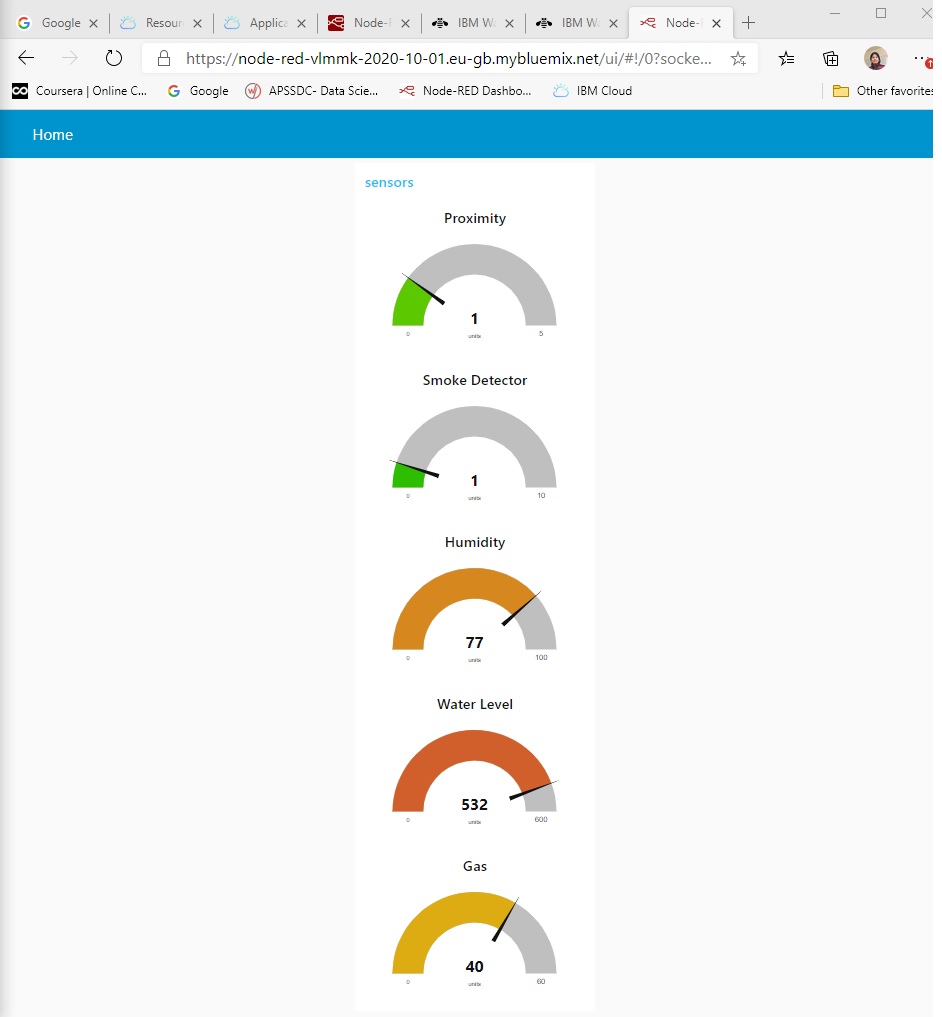 Google
Resour
Applica
Node-R
IBM Wa
IBM Wa
Node-
https://node-red-vlmmk-2020-10-01.eu-gb.mybluemix.net/ui/#!/0?socke...
Coursera | Online C...
Google
APSSDC- Data Scie...
Node-RED Dashbo...
IBM Cloud
Other favorites
Home
sensors
Proximity
1
units
0
5
Smoke Detector
1
units
0
10
Humidity
77
units
0
100
Water Level
532
units
0
600
Gas
40
units
0
60